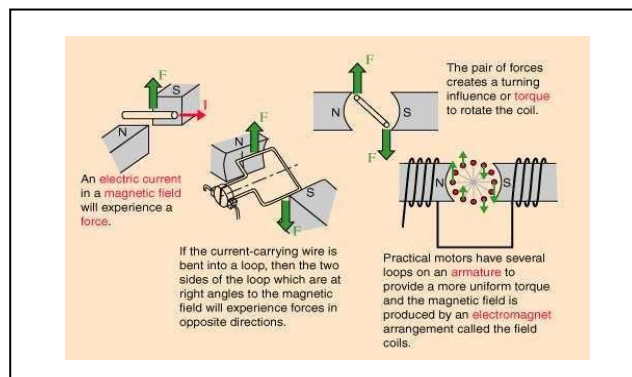 F
S
I
N
An electric current
in a magnetic field
will experience a
force.
F
N
S
F
If the current-carrying wire is
bent into a loop, then the two
sides of the loop which are at
right angles to the magnetic
field will experience forces in
opposite directions.
F
N
S
F
The pair of forces
creates a turning
influence or torque
to rotate the coil.
N
S
Practical motors have several
loops on an armature to
provide a more uniform torque
and the magnetic field is
produced by an electromagnet
arrangement called the field
coils.